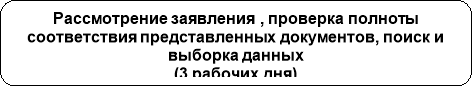 Рассмотрение заявления , проверка полноты
соответствия представленных документов, поиск и
выборка данных
(3 рабочих дня)